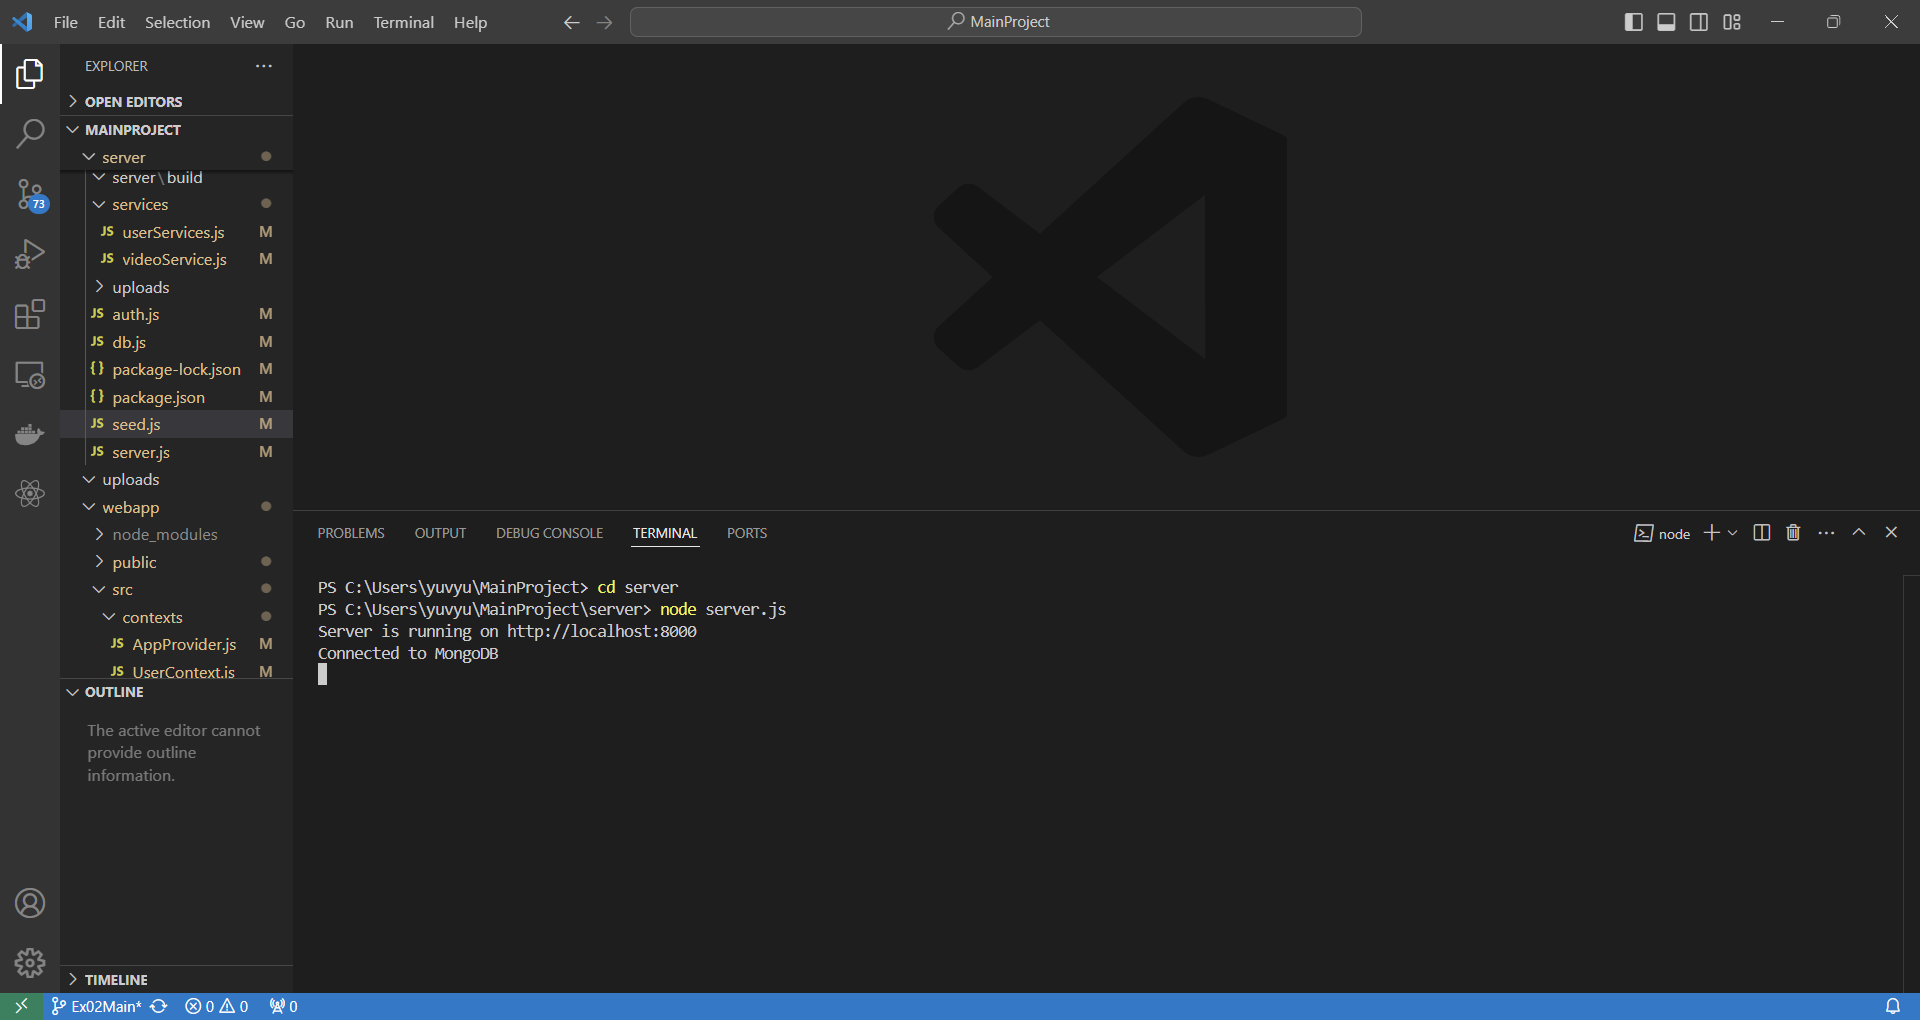 File Edit Selection View Go Run Terminal Help
MainProject
EXPLORER
OPEN EDITORS
MAINPROJECT
server
server\build
services
JS userServices.js M
JS videoService.js M
uploads
JS auth.js M
JS db.js M
{} package-lock.json M
{} package.json M
JS seed.js M
JS server.js M
uploads
webapp
node_modules
public
src
contexts
JS AppProvider.js M
JS UserContext.js M
OUTLINE
The active editor cannot
provide outline
information.
TIMELINE
73
PROBLEMS OUTPUT DEBUG CONSOLE TERMINAL PORTS
node
PS C:\Users\yuvyu\MainProject> cd server
PS C:\Users\yuvyu\MainProject\server> node server.js
Server is running on http://localhost:8000
Connected to MongoDB
Ex02Main* 0 0 0